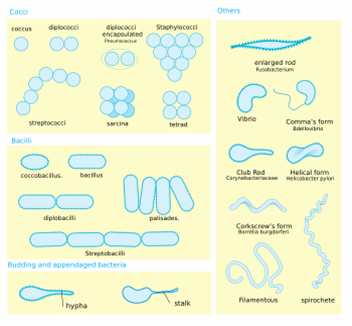 Cocci
coccus
diplococci
diplococci
encapsulated
Pneumococcus
Staphylococci
streptococci
sarcina
tetrad
Bacilli
coccobacillus.
bacillus
diplobacilli
palisades.
Streptobacilli
Budding and appendaged bacteria
hypha
stalk
Others
enlarged rod
Fusobacterium
Vibrio
Comma's form
Bdellovibrio
Club Rod
Corynebacteriaceae
Helical form
Helicobacter pylori
Corkscrew's form
Borrelia burgdorferi
Filamentous
spirochete